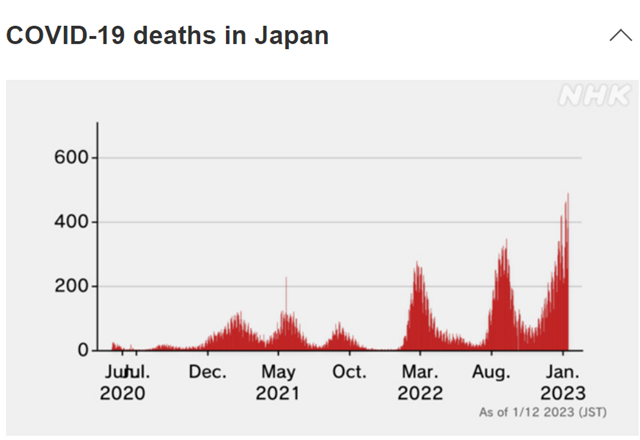 COVID-19 deaths in Japan
NHK
600
400
200
0
Jun Jul. Dec. May Oct. Mar. Aug. Jan.
2020 2021 2022 2023
As of 1/12 2023 (JST)